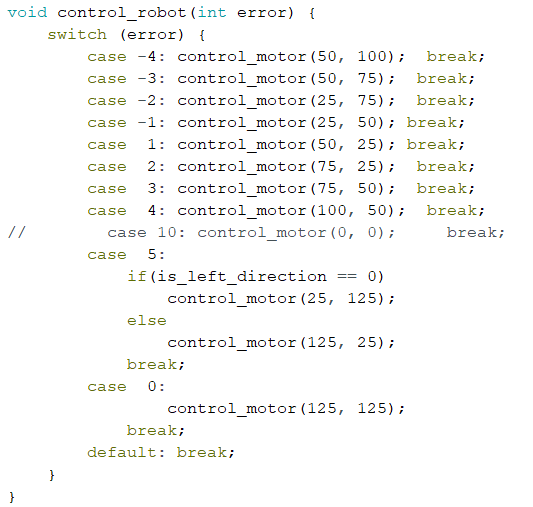 void control_robot(int error) {
    switch (error) {
        case -4: control_motor(50, 100);  break;
        case -3: control_motor(50, 75);  break;
        case -2: control_motor(25, 75);  break;
        case -1: control_motor(25, 50); break;
        case  1: control_motor(50, 25); break;
        case  2: control_motor(75, 25);  break;
        case  3: control_motor(75, 50);  break;
        case  4: control_motor(100, 50);  break;
//        case 10: control_motor(0, 0);     break;
        case  5:
            if(is_left_direction == 0)
                control_motor(25, 125);
            else
                control_motor(125, 25);
            break;
        case  0:
                control_motor(125, 125);
            break;
        default: break;
    }
}